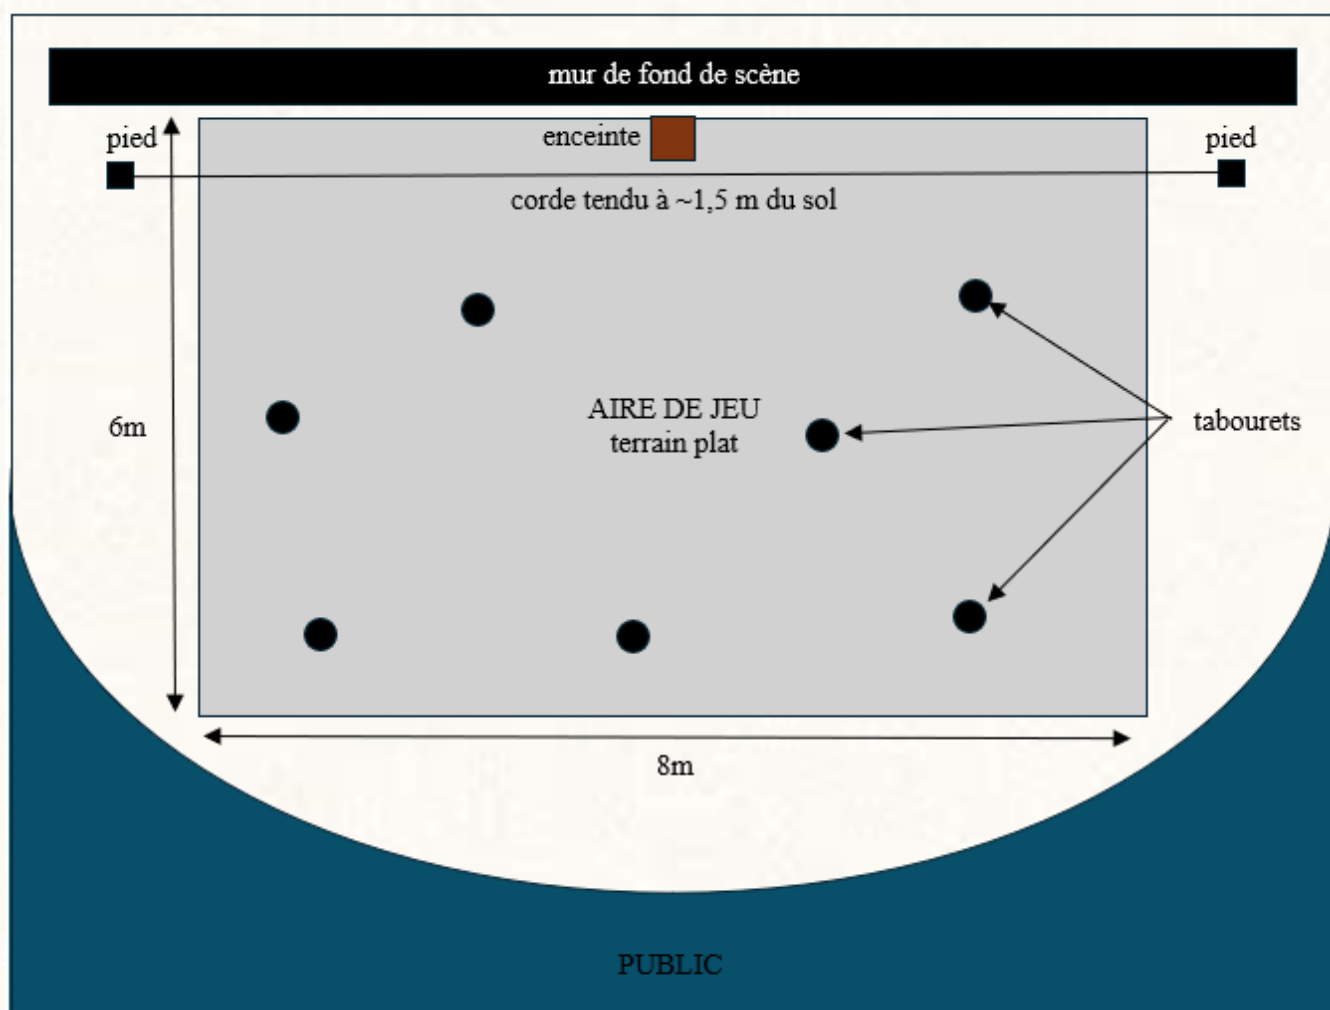 mur de fond de scène
pied
enceinte
pied
corde tendu à ~1,5 m du sol
AIRE DE JEU
terrain plat
6m
tabourets
8m
PUBLIC